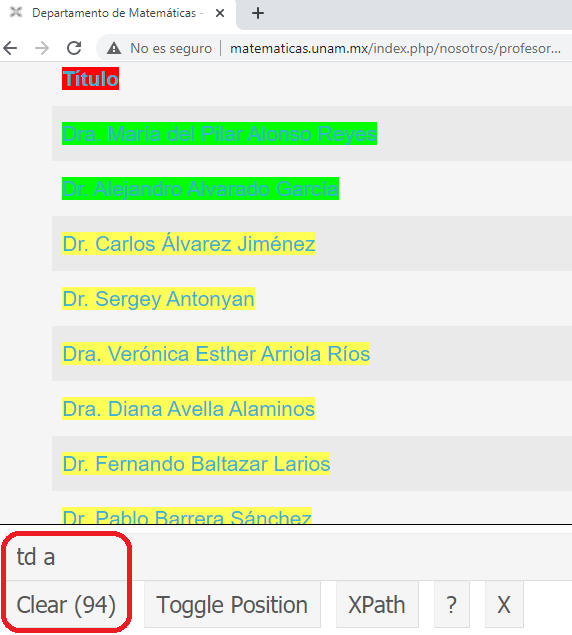 Departamento de Matemáticas -
No es seguro | matematicas.unam.mx/index.php/nosotros/profesor...
Título
Dra. María del Pilar Alonso Reyes
Dr. Alejandro Alvarado García
Dr. Carlos Álvarez Jiménez
Dr. Sergey Antonyan
Dra. Verónica Esther Arriola Ríos
Dra. Diana Avella Alaminos
Dr. Fernando Baltazar Larios
Dr. Pablo Barrera Sánchez
td a
Clear (94) Toggle Position XPath ? X